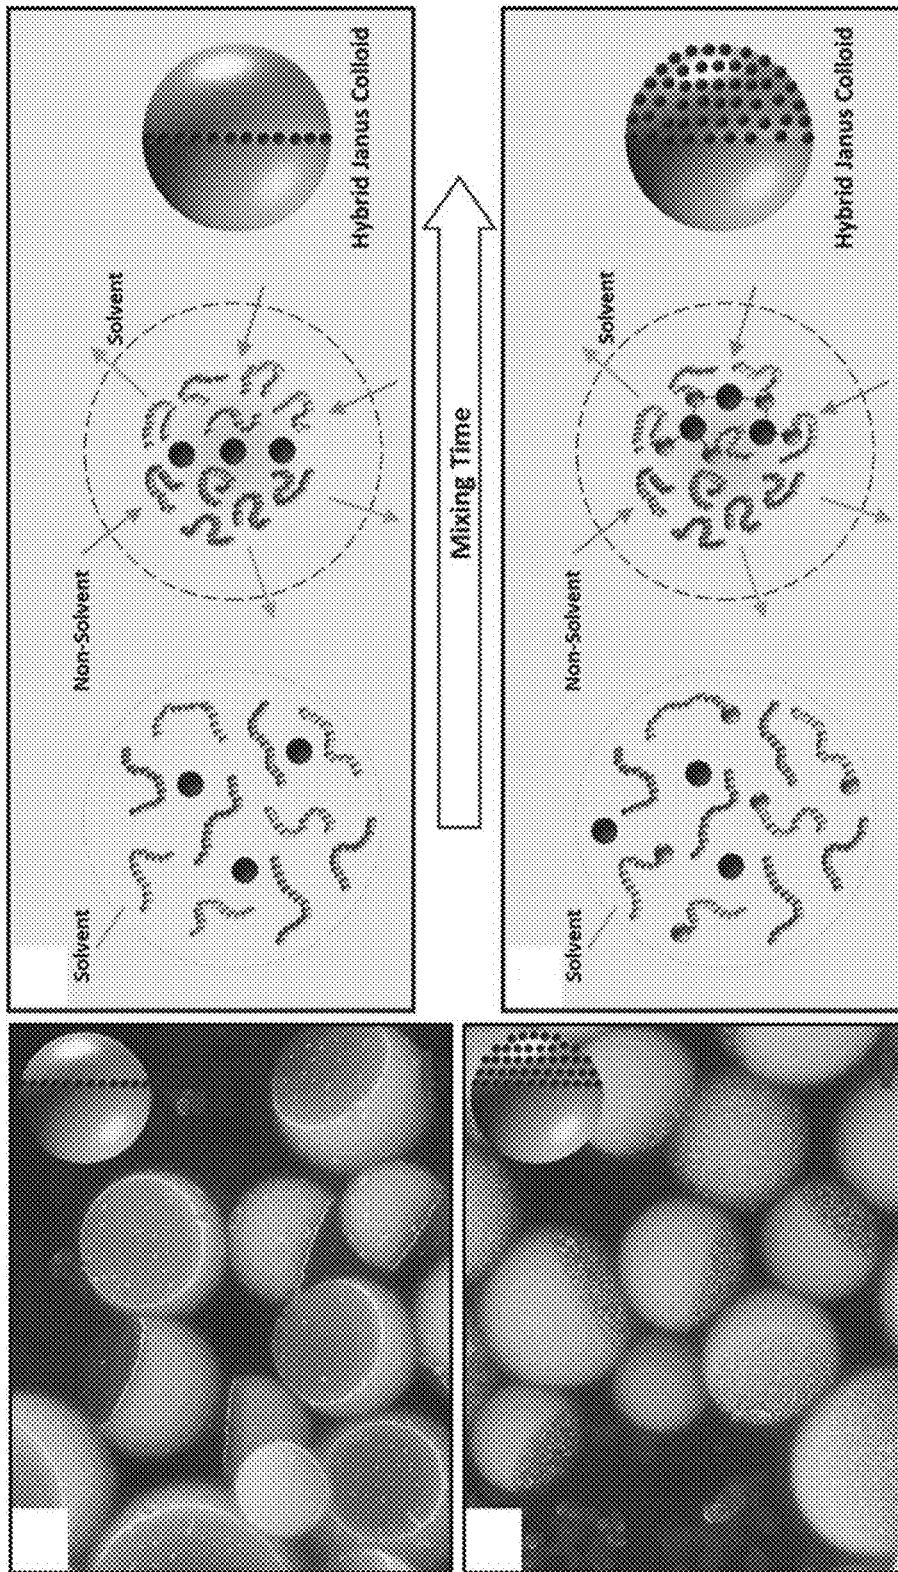 Solvent
Non-Solvent
Solvent
Hybrid Janus Colloid
Mixing Time
Solvent
Non-Solvent
Solvent
Hybrid Janus Colloid